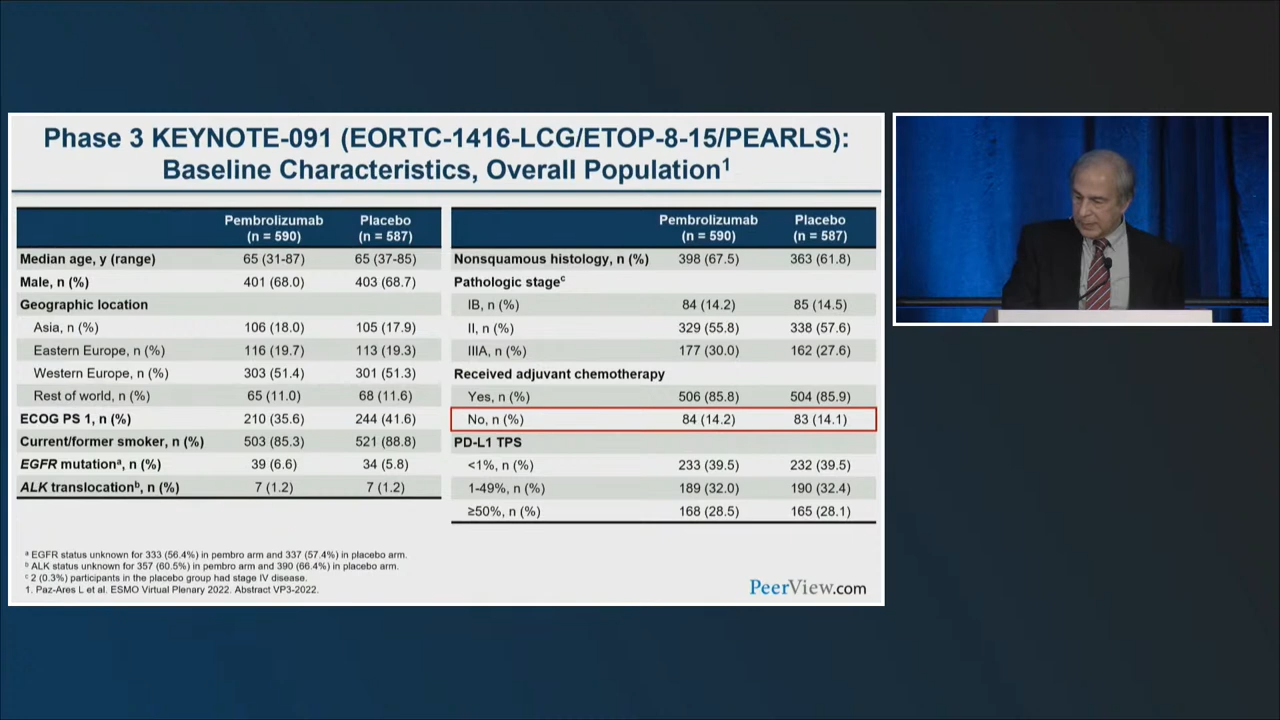 Phase 3 KEYNOTE-091 (EORTC-1416-LCG/ETOP-8-15/PEARLS):
Baseline Characteristics, Overall Population¹
Pembrolizumab (n = 590) Placebo (n = 587)
Median age, y (range) 65 (31-87) 65 (37-85)
Male, n (%) 401 (68.0) 403 (68.7)
Geographic location
Asia, n (%) 106 (18.0) 105 (17.9)
Eastern Europe, n (%) 116 (19.7) 113 (19.3)
Western Europe, n (%) 303 (51.4) 301 (51.3)
Rest of world, n (%) 65 (11.0) 68 (11.6)
ECOG PS 1, n (%) 210 (35.6) 244 (41.6)
Current/former smoker, n (%) 503 (85.3) 521 (88.8)
EGFR mutationᵃ, n (%) 39 (6.6) 34 (5.8)
ALK translocationᵇ, n (%) 7 (1.2) 7 (1.2)
Pembrolizumab (n = 590) Placebo (n = 587)
Nonsquamous histology, n (%) 398 (67.5) 363 (61.8)
Pathologic stageᶜ
IB, n (%) 84 (14.2) 85 (14.5)
II, n (%) 329 (55.8) 338 (57.6)
IIIA, n (%) 177 (30.0) 162 (27.6)
Received adjuvant chemotherapy
Yes, n (%) 506 (85.8) 504 (85.9)
No, n (%) 84 (14.2) 83 (14.1)
PD-L1 TPS
<1%, n (%) 233 (39.5) 232 (39.5)
1-49%, n (%) 189 (32.0) 190 (32.4)
≥50%, n (%) 168 (28.5) 165 (28.1)
ᵃ EGFR status unknown for 333 (56.4%) in pembro arm and 337 (57.4%) in placebo arm.
ᵇ ALK status unknown for 357 (60.5%) in pembro arm and 390 (66.4%) in placebo arm.
ᶜ 2 (0.3%) participants in the placebo group had stage IV disease.
1. Paz-Ares L et al. ESMO Virtual Plenary 2022. Abstract VP3-2022.
PeerView.com